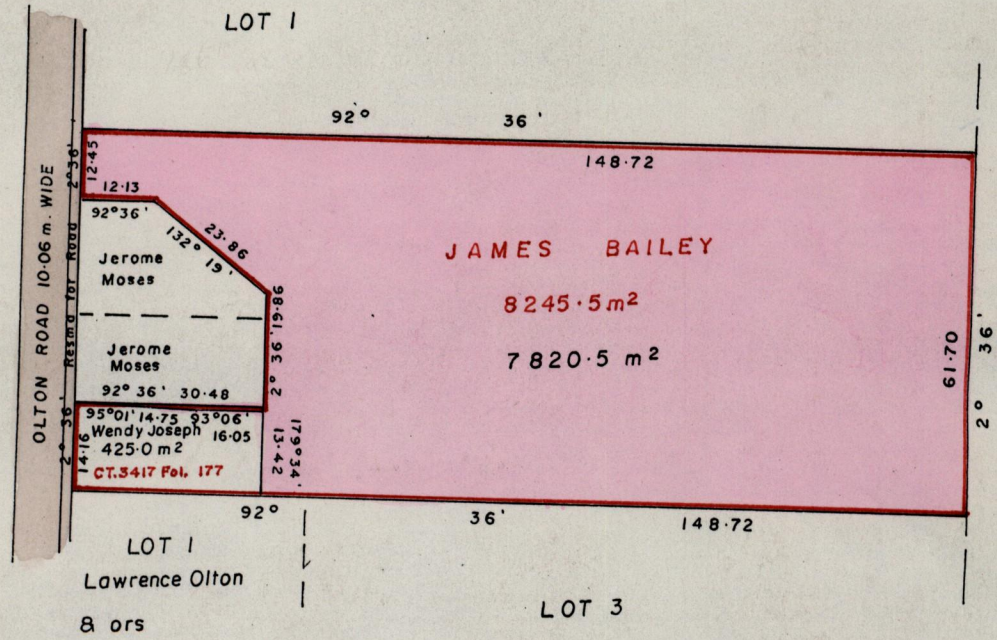 LOT 1
92° 36'
148·72
2°36'
12·45
12·13
92°36'
23·86
132° 19'
OLTON ROAD 10·06 m. WIDE
for Road
Jerome
Moses
JAMES BAILEY
8245·5m²
7820·5 m²
2° 36' 19·86
61·70
2° 36'
Jerome
Moses
92° 36' 30·48
2° 36'
14·16
95°01' 14·75 93°06'
Wendy Joseph 16·05
425·0 m²
CT.3417 Fol. 177
179°34'
13·42
92° 36' 148·72
LOT 1
Lawrence Olton
& ors
LOT 3